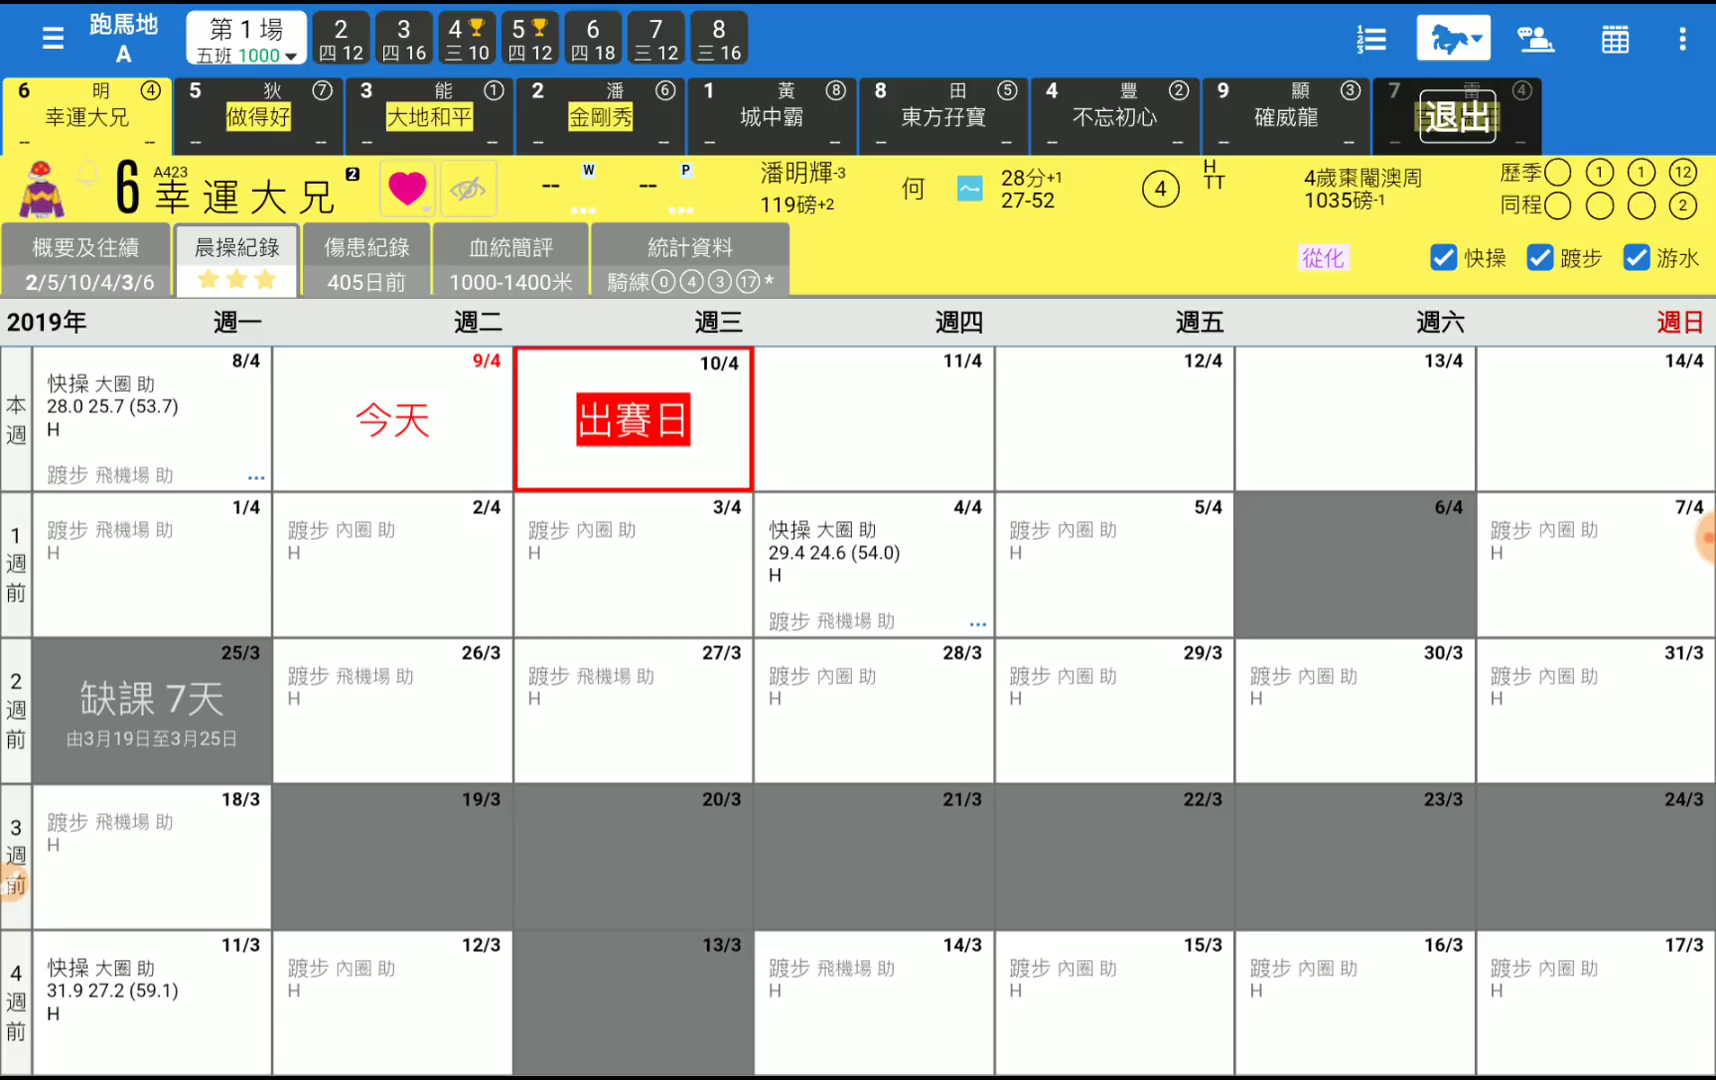 跑馬地
A
第 1 場
五班 1000
2
四 12
3
四 16
4
三 10
5
四 12
6
四 18
7
三 12
8
三 16
6 明 ④
幸運大兄
-- --
5 狄 ⑦
做得好
-- --
3 能 ①
大地和平
-- --
2 潘 ⑥
金剛秀
-- --
1 黃 ⑧
城中霸
-- --
8 田 ⑤
東方孖寶
-- --
4 豐 ②
不忘初心
-- --
9 顯 ③
確威龍
-- --
7 雷 ④
退出
-- --
6
A423
幸運大兄
2
-- W
-- P
潘明輝-3
119磅+2
何
28分+1
27-52
④
H
TT
4歲棗閹澳周
1035磅-1
歷季 ① ① ⑫
同程 ②
概要及往績
2/5/10/4/3/6
晨操紀錄
傷患紀錄
405日前
血統簡評
1000-1400米
統計資料
騎練⓪④③⑰*
從化
快操
踱步
游水
2019年 週一 週二 週三 週四 週五 週六 週日
本週
8/4
快操 大圈 助
28.0 25.7 (53.7)
H
踱步 飛機場 助
...
9/4
今天
10/4
出賽日
11/4
12/4
13/4
14/4
1週前
1/4
踱步 飛機場 助
H
2/4
踱步 內圈 助
H
3/4
踱步 內圈 助
H
4/4
快操 大圈 助
29.4 24.6 (54.0)
H
踱步 飛機場 助
...
5/4
踱步 內圈 助
H
6/4
7/4
踱步 內圈 助
H
2週前
25/3
缺課 7天
由3月19日至3月25日
26/3
踱步 飛機場 助
H
27/3
踱步 飛機場 助
H
28/3
踱步 內圈 助
H
29/3
踱步 內圈 助
H
30/3
踱步 內圈 助
H
31/3
踱步 內圈 助
H
3週前
18/3
踱步 飛機場 助
H
19/3
20/3
21/3
22/3
23/3
24/3
4週前
11/3
快操 大圈 助
31.9 27.2 (59.1)
H
12/3
踱步 內圈 助
H
13/3
14/3
踱步 飛機場 助
H
15/3
踱步 內圈 助
H
16/3
踱步 內圈 助
H
17/3
踱步 內圈 助
H